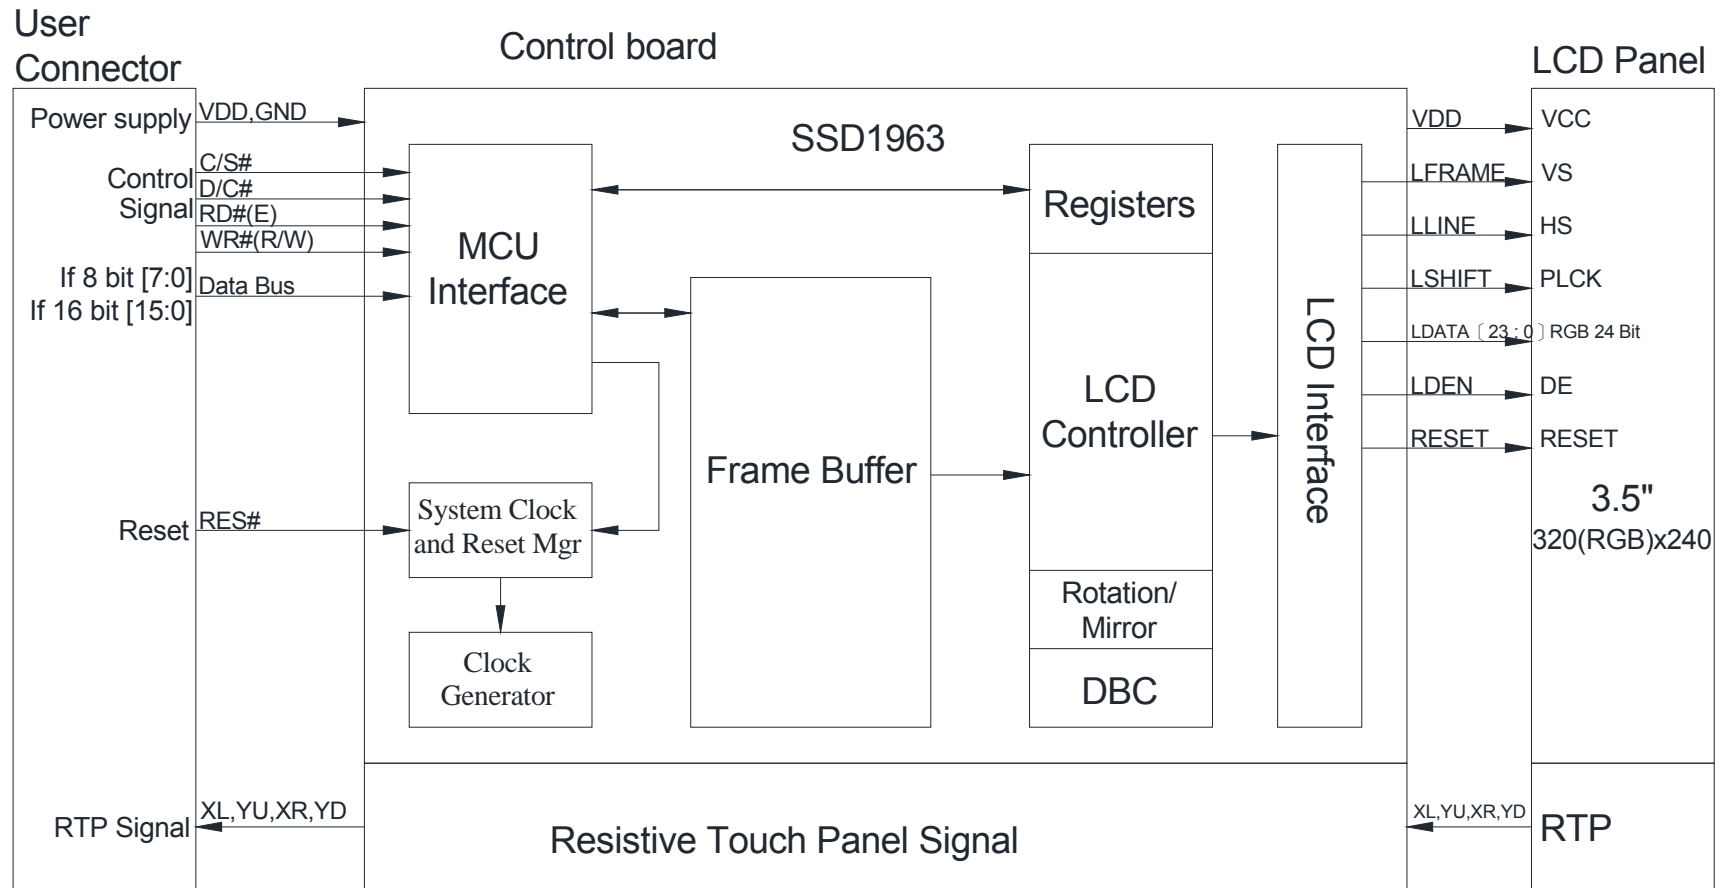 User
Connector
Control board
LCD Panel
Power supply
VDD,GND
Control
Signal
C/S#
D/C#
RD#(E)
WR#(R/W)
If 8 bit [7:0]
If 16 bit [15:0]
Data Bus
Reset
RES#
RTP Signal
XL,YU,XR,YD
SSD1963
MCU
Interface
System Clock
and Reset Mgr
Clock
Generator
Frame Buffer
Registers
LCD
Controller
Rotation/
Mirror
DBC
LCD Interface
Resistive Touch Panel Signal
VDD
VCC
LFRAME
VS
LLINE
HS
LSHIFT
PLCK
LDATA〔23:0〕RGB 24 Bit
LDEN
DE
RESET
RESET
3.5"
320(RGB)x240
XL,YU,XR,YD
RTP